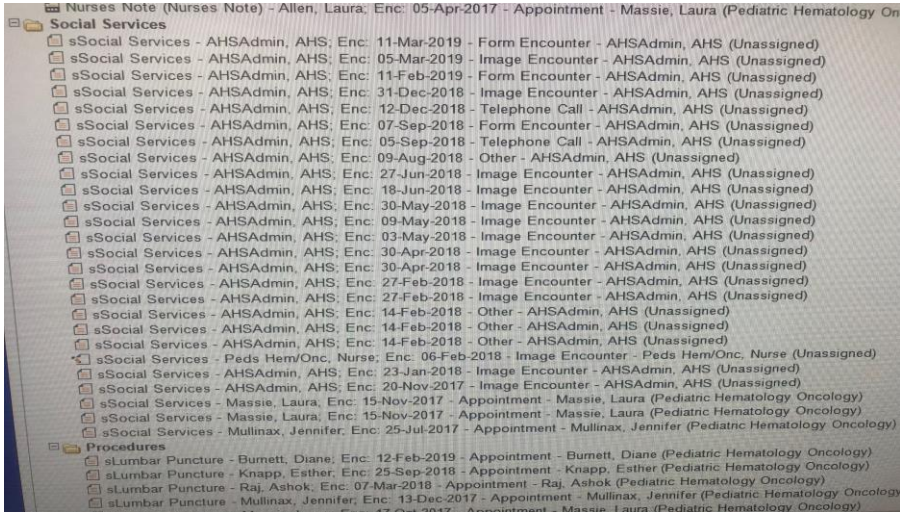 Nurses Note (Nurses Note) - Allen, Laura; Enc: 05-Apr-2017 - Appointment - Massie, Laura (Pediatric Hematology On
Social Services
sSocial Services - AHSAdmin, AHS; Enc: 11-Mar-2019 - Form Encounter - AHSAdmin, AHS (Unassigned)
sSocial Services - AHSAdmin, AHS; Enc: 05-Mar-2019 - Image Encounter - AHSAdmin, AHS (Unassigned)
sSocial Services - AHSAdmin, AHS; Enc: 11-Feb-2019 - Form Encounter - AHSAdmin, AHS (Unassigned)
sSocial Services - AHSAdmin, AHS; Enc: 31-Dec-2018 - Image Encounter - AHSAdmin, AHS (Unassigned)
sSocial Services - AHSAdmin, AHS; Enc: 12-Dec-2018 - Telephone Call - AHSAdmin, AHS (Unassigned)
sSocial Services - AHSAdmin, AHS; Enc: 07-Sep-2018 - Form Encounter - AHSAdmin, AHS (Unassigned)
sSocial Services - AHSAdmin, AHS; Enc: 05-Sep-2018 - Telephone Call - AHSAdmin, AHS (Unassigned)
sSocial Services - AHSAdmin, AHS; Enc: 09-Aug-2018 - Other - AHSAdmin, AHS (Unassigned)
sSocial Services - AHSAdmin, AHS; Enc: 27-Jun-2018 - Image Encounter - AHSAdmin, AHS (Unassigned)
sSocial Services - AHSAdmin, AHS; Enc: 18-Jun-2018 - Image Encounter - AHSAdmin, AHS (Unassigned)
sSocial Services - AHSAdmin, AHS; Enc: 30-May-2018 - Image Encounter - AHSAdmin, AHS (Unassigned)
sSocial Services - AHSAdmin, AHS; Enc: 09-May-2018 - Image Encounter - AHSAdmin, AHS (Unassigned)
sSocial Services - AHSAdmin, AHS; Enc: 03-May-2018 - Image Encounter - AHSAdmin, AHS (Unassigned)
sSocial Services - AHSAdmin, AHS; Enc: 30-Apr-2018 - Image Encounter - AHSAdmin, AHS (Unassigned)
sSocial Services - AHSAdmin, AHS; Enc: 30-Apr-2018 - Image Encounter - AHSAdmin, AHS (Unassigned)
sSocial Services - AHSAdmin, AHS; Enc: 27-Feb-2018 - Image Encounter - AHSAdmin, AHS (Unassigned)
sSocial Services - AHSAdmin, AHS; Enc: 27-Feb-2018 - Image Encounter - AHSAdmin, AHS (Unassigned)
sSocial Services - AHSAdmin, AHS; Enc: 14-Feb-2018 - Other - AHSAdmin, AHS (Unassigned)
sSocial Services - AHSAdmin, AHS; Enc: 14-Feb-2018 - Other - AHSAdmin, AHS (Unassigned)
sSocial Services - AHSAdmin, AHS; Enc: 14-Feb-2018 - Other - AHSAdmin, AHS (Unassigned)
sSocial Services - Peds Hem/Onc, Nurse; Enc: 06-Feb-2018 - Image Encounter - Peds Hem/Onc, Nurse (Unassigned)
sSocial Services - AHSAdmin, AHS; Enc: 23-Jan-2018 - Image Encounter - AHSAdmin, AHS (Unassigned)
sSocial Services - AHSAdmin, AHS; Enc: 20-Nov-2017 - Image Encounter - AHSAdmin, AHS (Unassigned)
sSocial Services - Massie, Laura; Enc: 15-Nov-2017 - Appointment - Massie, Laura (Pediatric Hematology Oncology)
sSocial Services - Massie, Laura; Enc: 15-Nov-2017 - Appointment - Massie, Laura (Pediatric Hematology Oncology)
sSocial Services - Mullinax, Jennifer; Enc: 25-Jul-2017 - Appointment - Mullinax, Jennifer (Pediatric Hematology Oncology)
Procedures
sLumbar Puncture - Burnett, Diane; Enc: 12-Feb-2019 - Appointment - Burnett, Diane (Pediatric Hematology Oncology)
sLumbar Puncture - Knapp, Esther; Enc: 25-Sep-2018 - Appointment - Knapp, Esther (Pediatric Hematology Oncology)
sLumbar Puncture - Raj, Ashok; Enc: 07-Mar-2018 - Appointment - Raj, Ashok (Pediatric Hematology Oncology)
sLumbar Puncture - Mullinax, Jennifer; Enc: 13-Dec-2017 - Appointment - Mullinax, Jennifer (Pediatric Hematology Oncology
17-Oct-2017 - Appointment - Massie, Laura (Pediatric Hematology Oncology)